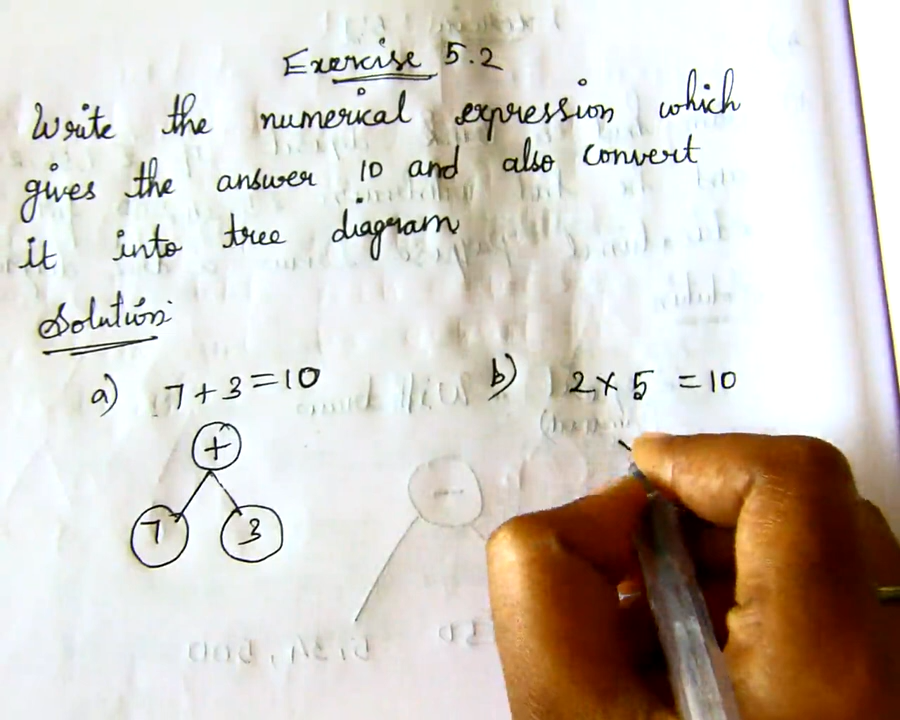 Exercise 5.2
Write the numerical expression which
gives the answer 10 and also convert
it into tree diagram
Solution:
a) 7+3=10 b) 2×5=10
+
7 3